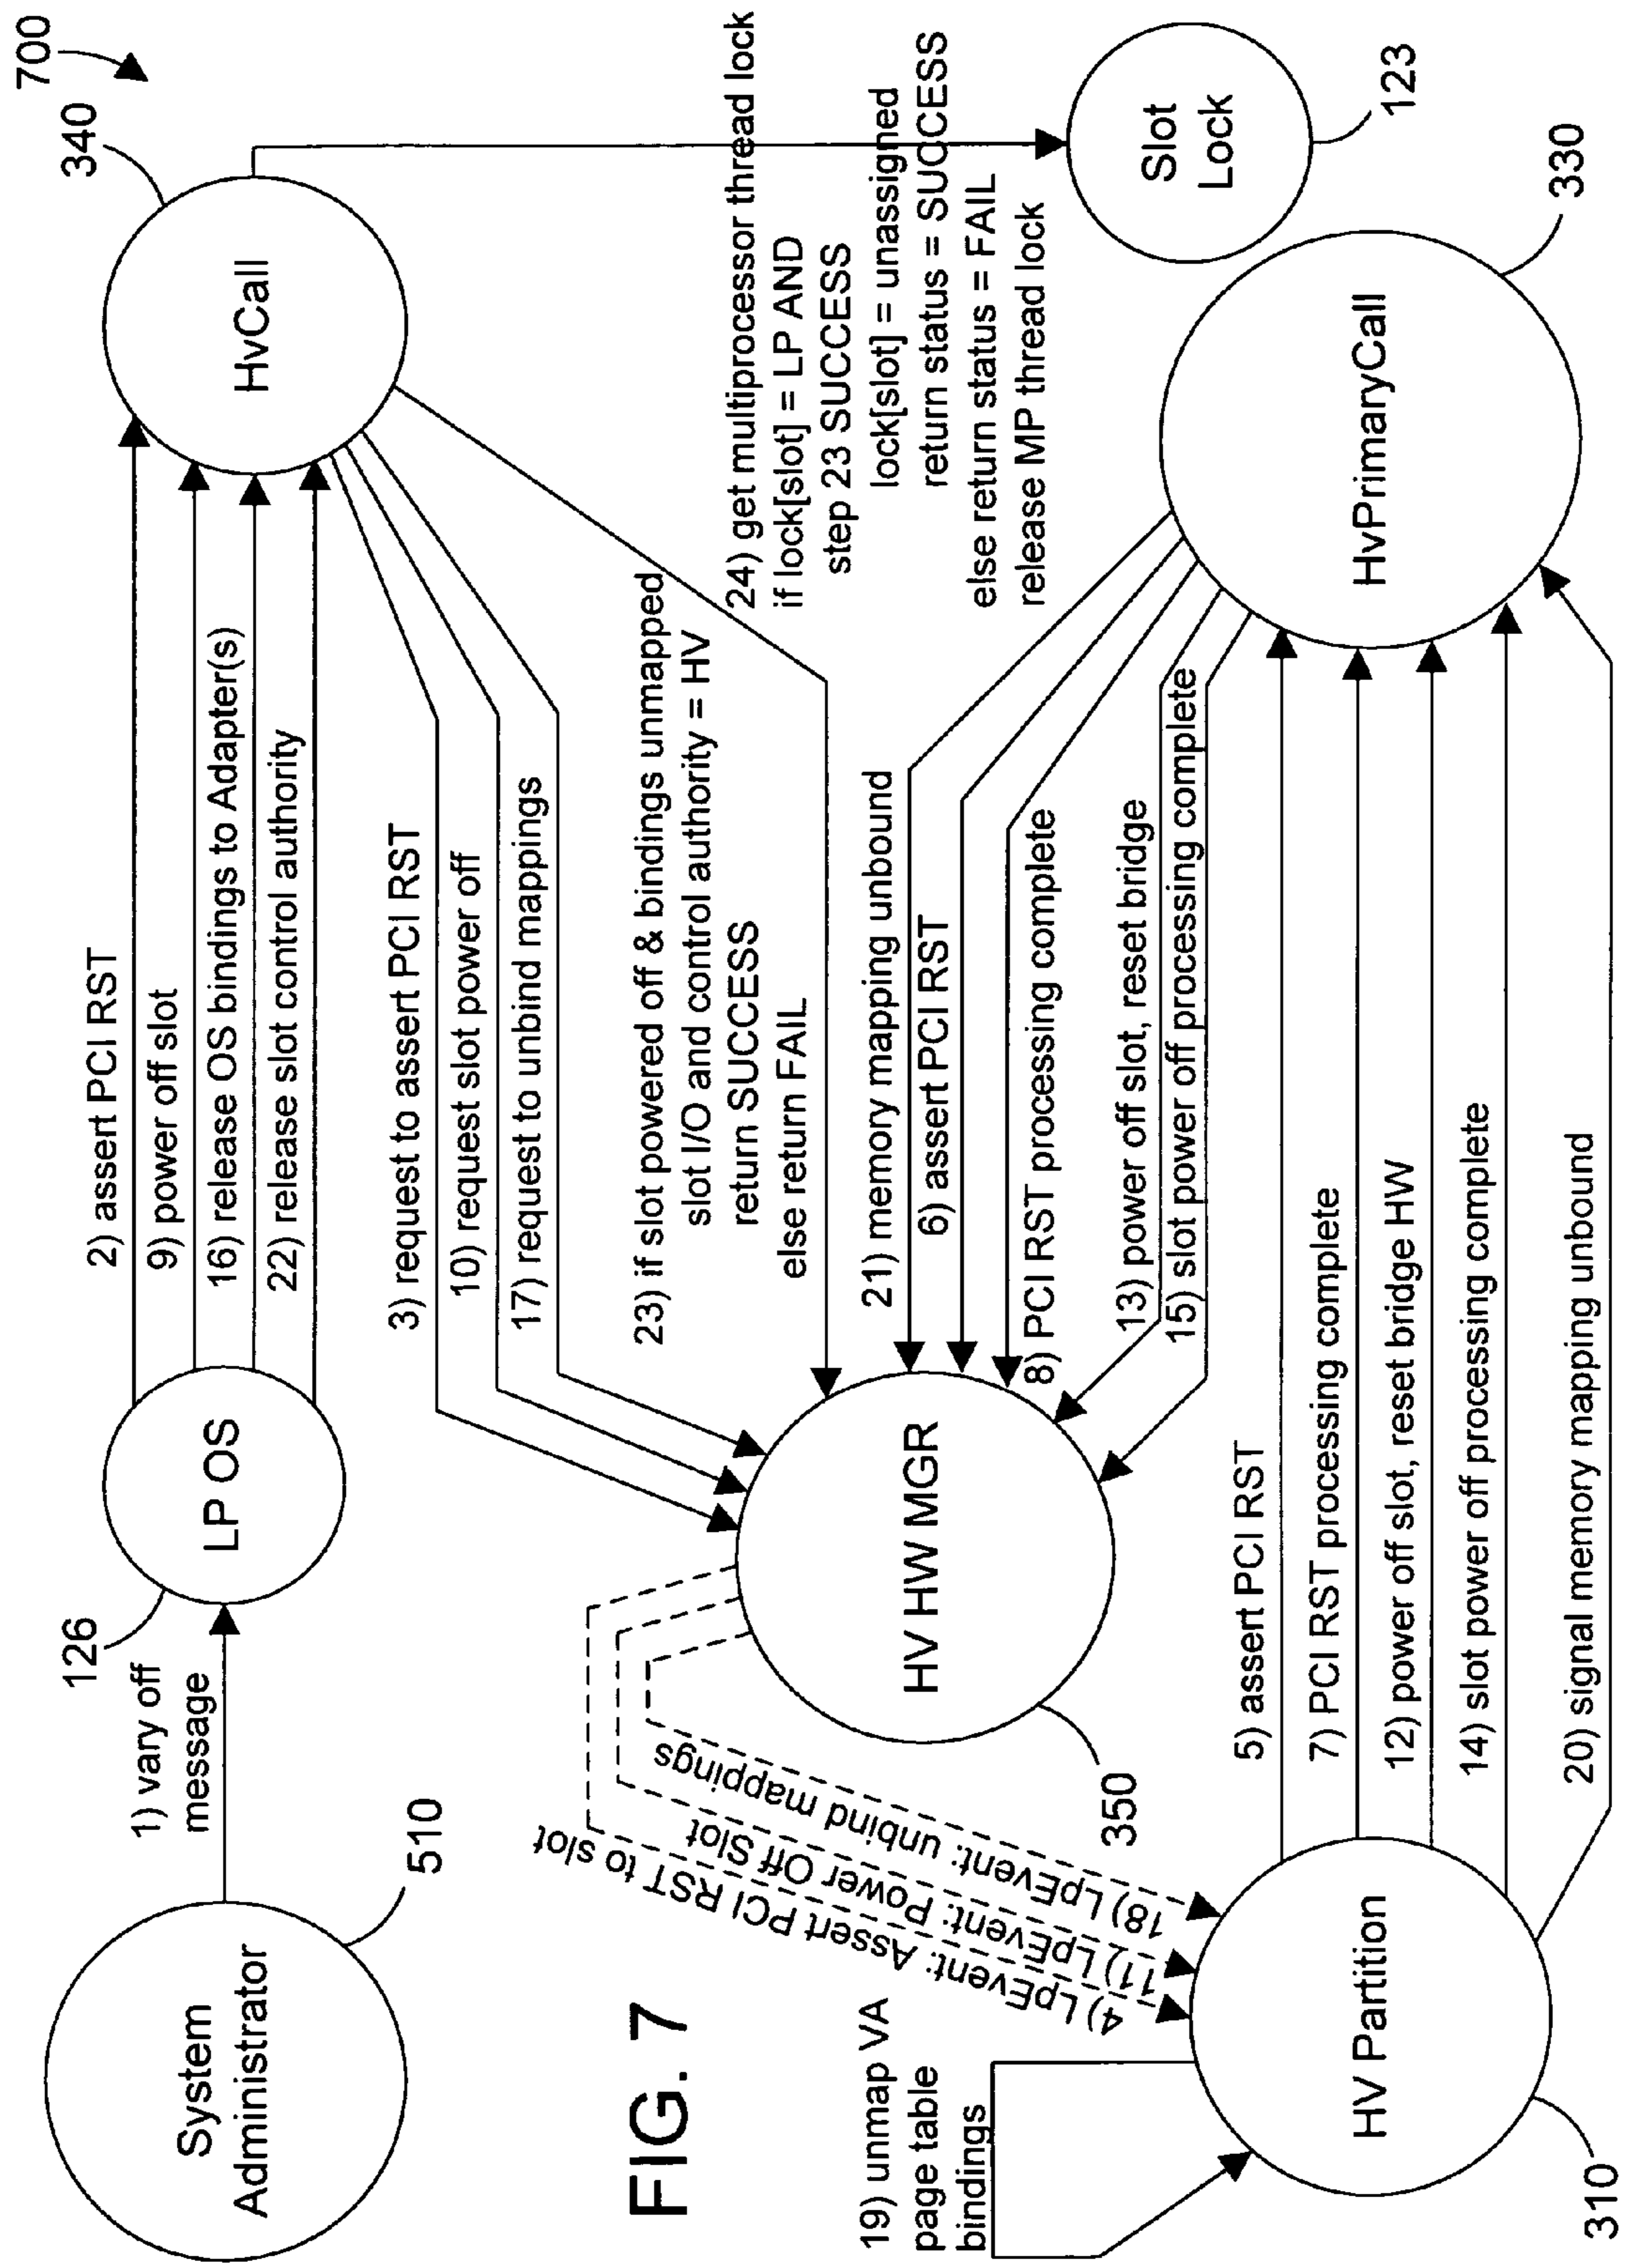 700
System
Administrator
510
1) vary off
message
LP OS
126
2) assert PCI RST
9) power off slot
16) release OS bindings to Adapter(s)
22) release slot control authority
HvCall
340
3) request to assert PCI RST
10) request slot power off
17) request to unbind mappings
23) if slot powered off & bindings unmapped
slot I/O and control authority = HV
return SUCCESS
else return FAIL
24) get multiprocessor thread lock
if lock[slot] = LP AND
step 23 SUCCESS
lock[slot] = unassigned
return status = SUCCESS
else return status = FAIL
release MP thread lock
Slot
Lock
123
FIG. 7
HV HW MGR
350
4) LpEvent: Assert PCI RST to slot
11) LpEvent: Power Off Slot
18) LpEvent: unbind mappings
21) memory mapping unbound
6) assert PCI RST
8) PCI RST processing complete
13) power off slot, reset bridge
15) slot power off processing complete
19) unmap VA
page table
bindings
HV Partition
310
5) assert PCI RST
7) PCI RST processing complete
12) power off slot, reset bridge HW
14) slot power off processing complete
20) signal memory mapping unbound
HvPrimaryCall
330